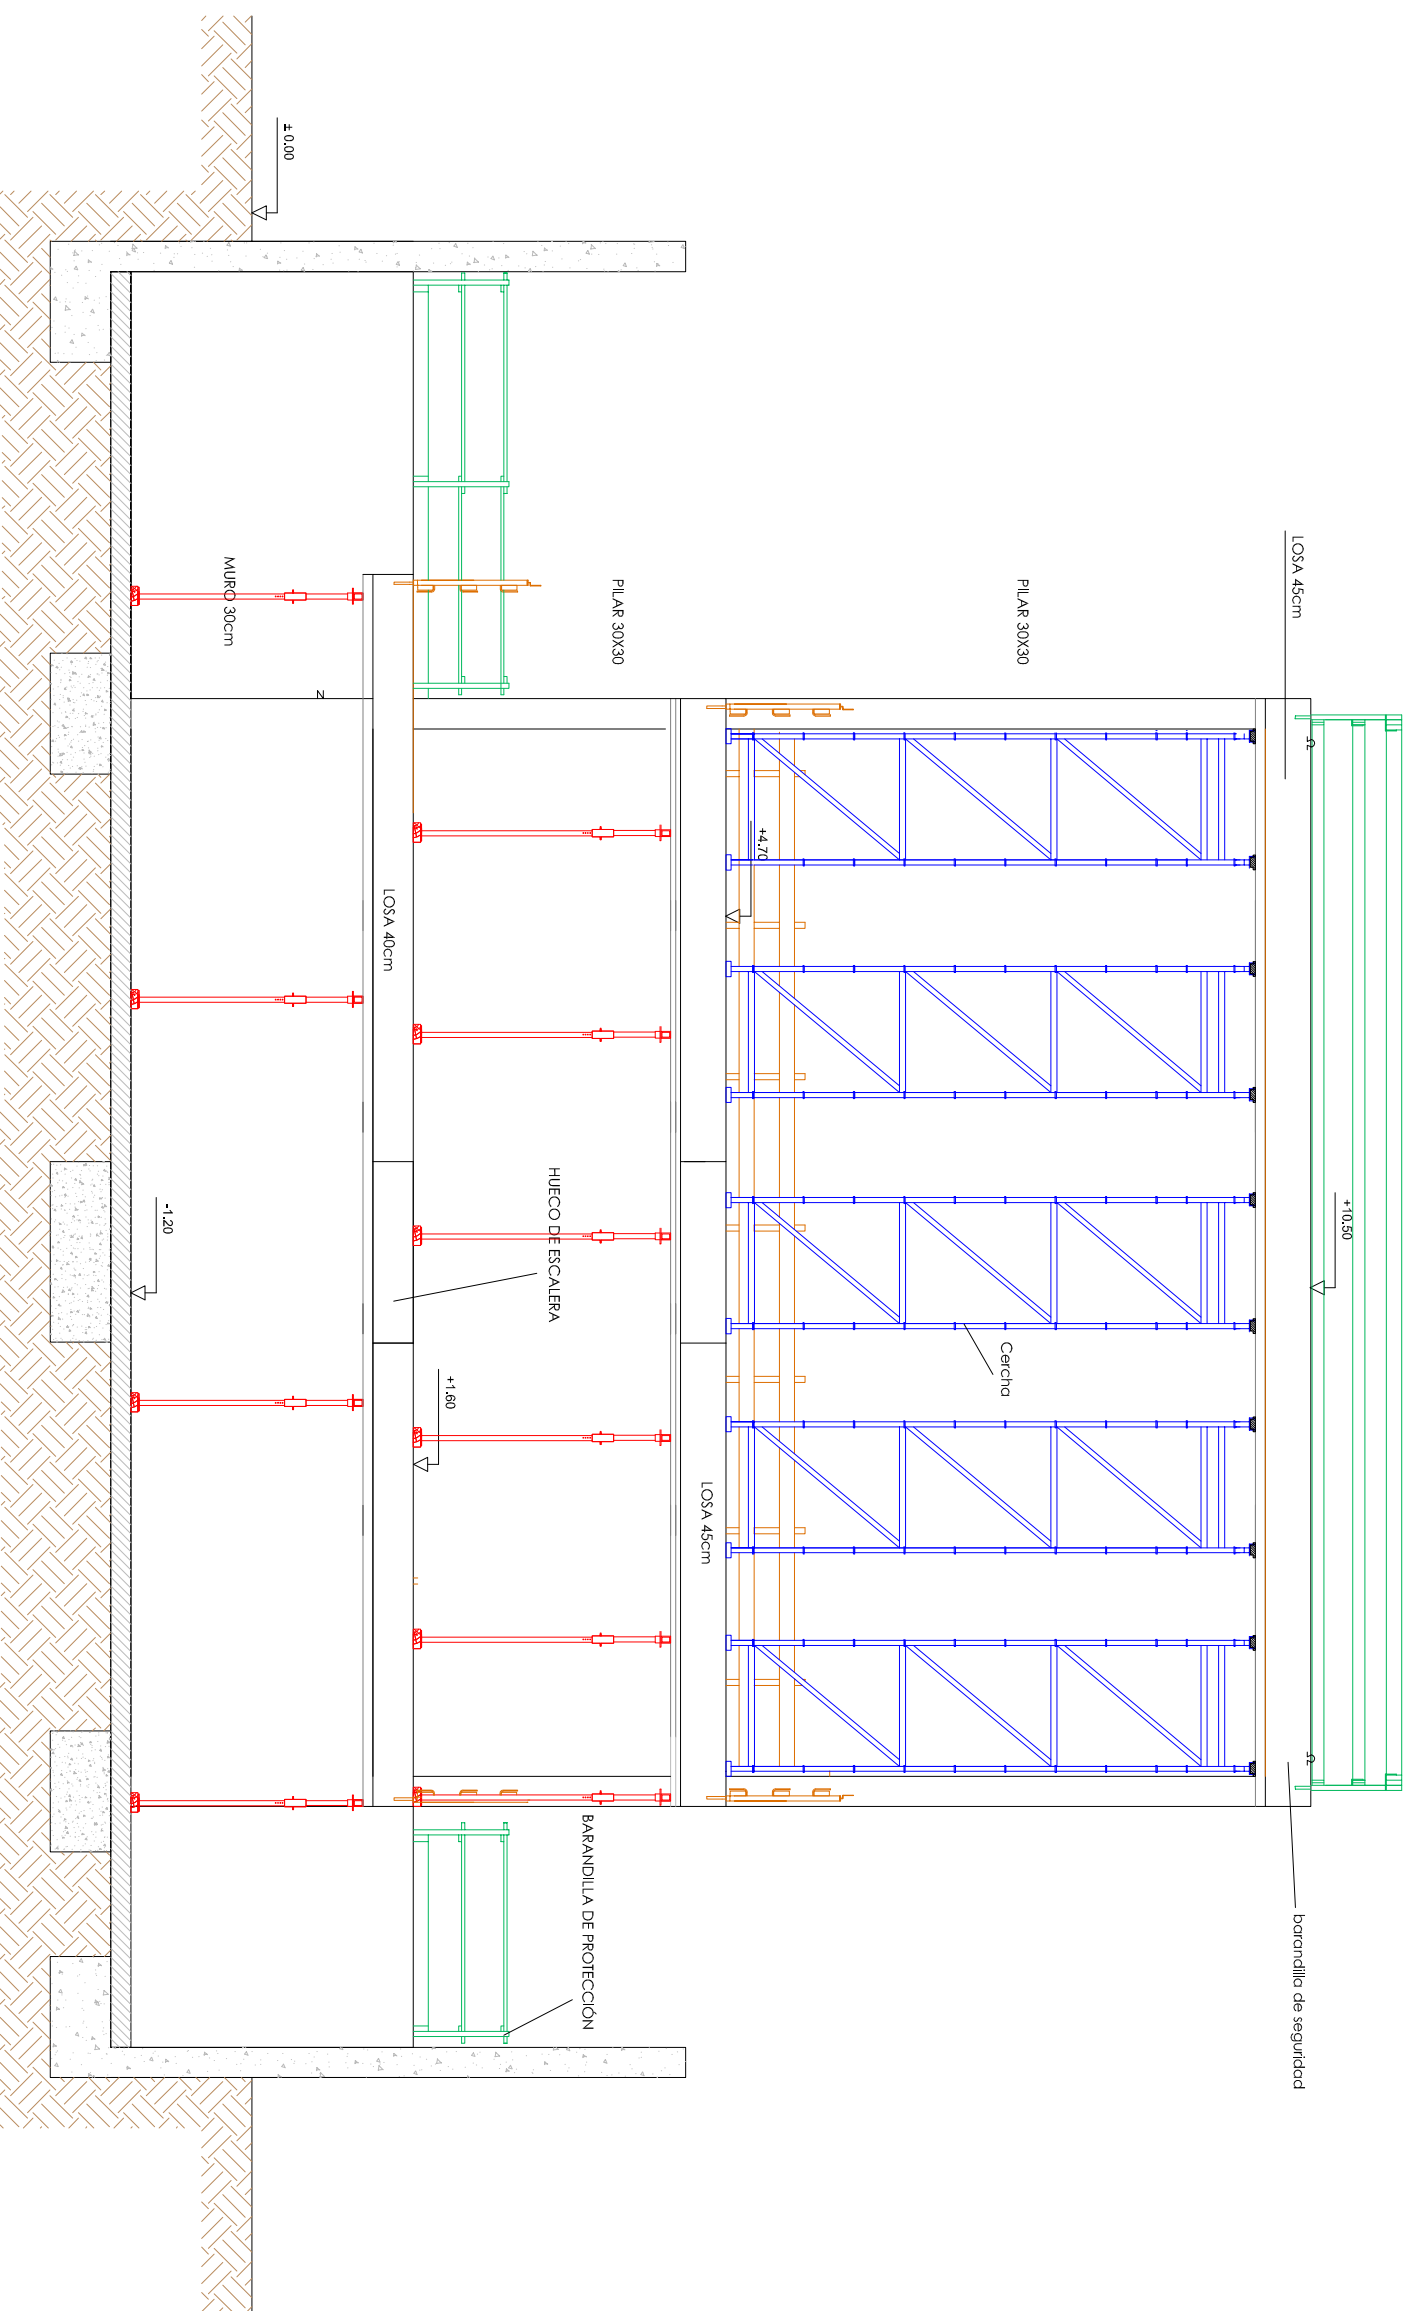 +10.50
LOSA 45cm
barandilla de seguridad
PILAR 30X30
Cercha
+4.70
LOSA 45cm
PILAR 30X30
BARANDILLA DE PROTECCIÓN
HUECO DE ESCALERA
+1.60
LOSA 40cm
±0.00
MURO 30cm
-1.20